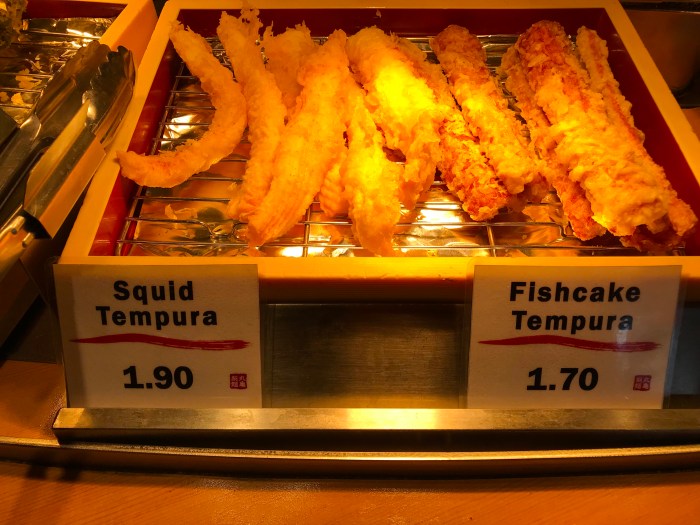 Squid
Tempura
1.90
Fishcake
Tempura
1.70